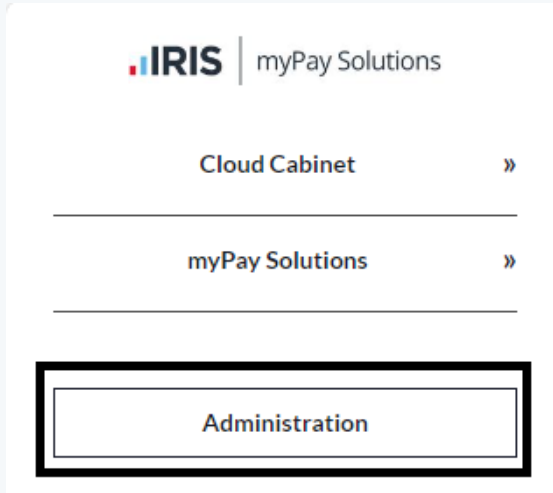 IRIS myPay Solutions
Cloud Cabinet »
myPay Solutions »
Administration